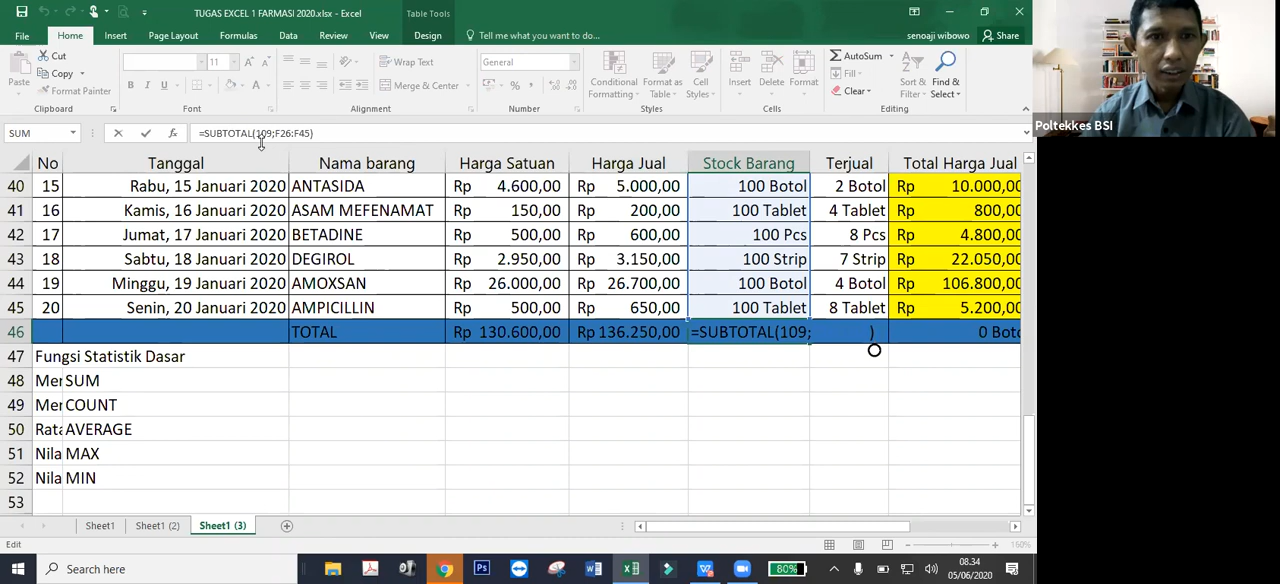 TUGAS EXCEL 1 FARMASI 2020.xlsx - Excel
Table Tools
File Home Insert Page Layout Formulas Data Review View Design Tell me what you want to do... senoaji wibowo Share
Paste Cut Copy Format Painter Clipboard
11 B I U A Font
Wrap Text Merge & Center Alignment
General % Number
Conditional Formatting Format as Table Cell Styles Styles
Insert Delete Format Cells
AutoSum Fill Clear Sort & Filter Find & Select Editing
Poltekkes BSI
SUM fx =SUBTOTAL(109;F26:F45)
No Tanggal Nama barang Harga Satuan Harga Jual Stock Barang Terjual Total Harga Jual
40 15 Rabu, 15 Januari 2020 ANTASIDA Rp 4.600,00 Rp 5.000,00 100 Botol 2 Botol Rp 10.000,00
41 16 Kamis, 16 Januari 2020 ASAM MEFENAMAT Rp 150,00 Rp 200,00 100 Tablet 4 Tablet Rp 800,00
42 17 Jumat, 17 Januari 2020 BETADINE Rp 500,00 Rp 600,00 100 Pcs 8 Pcs Rp 4.800,00
43 18 Sabtu, 18 Januari 2020 DEGIROL Rp 2.950,00 Rp 3.150,00 100 Strip 7 Strip Rp 22.050,00
44 19 Minggu, 19 Januari 2020 AMOXSAN Rp 26.000,00 Rp 26.700,00 100 Botol 4 Botol Rp 106.800,00
45 20 Senin, 20 Januari 2020 AMPICILLIN Rp 500,00 Rp 650,00 100 Tablet 8 Tablet Rp 5.200,00
46 TOTAL Rp 130.600,00 Rp 136.250,00 =SUBTOTAL(109; ) 0 Boto
47 Fungsi Statistik Dasar
48 Mer SUM
49 Mer COUNT
50 Rata AVERAGE
51 Nila MAX
52 Nila MIN
53
Sheet1 Sheet1 (2) Sheet1 (3)
Edit 160%
Search here 80% 08.34
05/06/2020